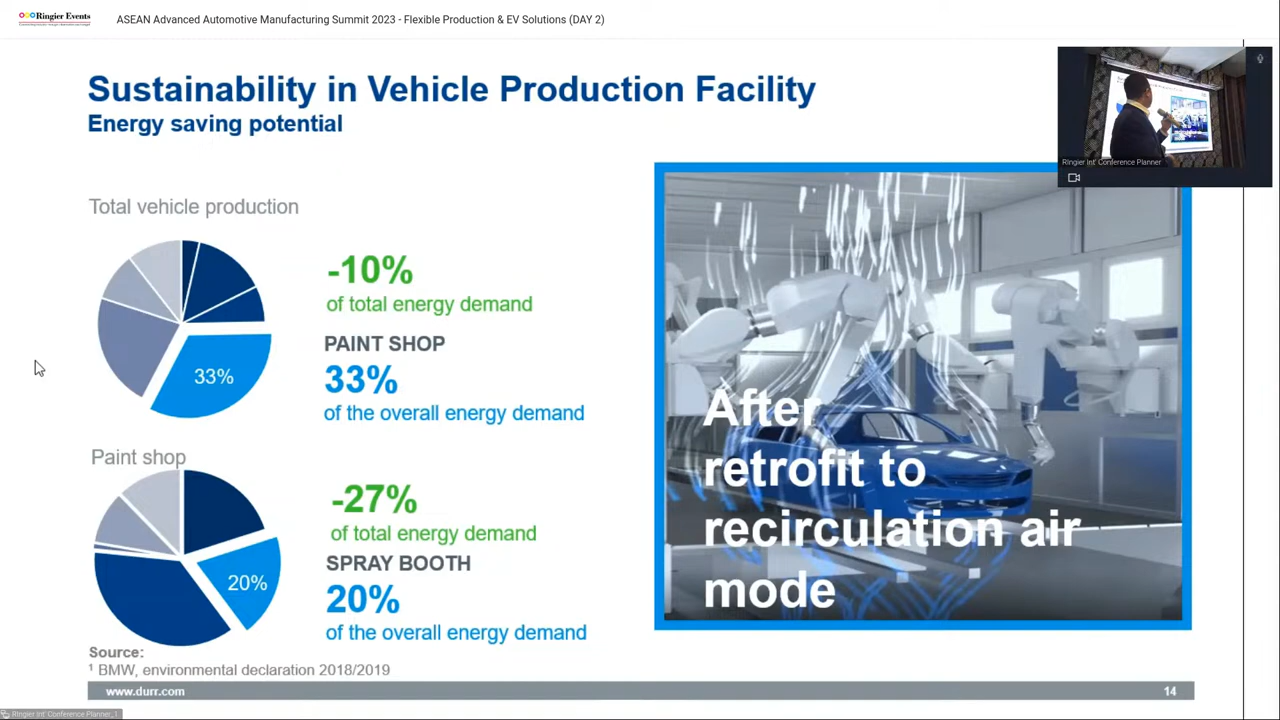 Ringier Events
ASEAN Advanced Automotive Manufacturing Summit 2023 - Flexible Production & EV Solutions (DAY 2)
Sustainability in Vehicle Production Facility
Energy saving potential
Ringier Int' Conference Planner
Total vehicle production
-10%
of total energy demand
PAINT SHOP
33%
33%
of the overall energy demand
After
retrofit to
recirculation air
mode
Paint shop
-27%
of total energy demand
SPRAY BOOTH
20%
20%
of the overall energy demand
Source:
¹ BMW, environmental declaration 2018/2019
www.durr.com
14
Ringier Int' Conference Planner_1